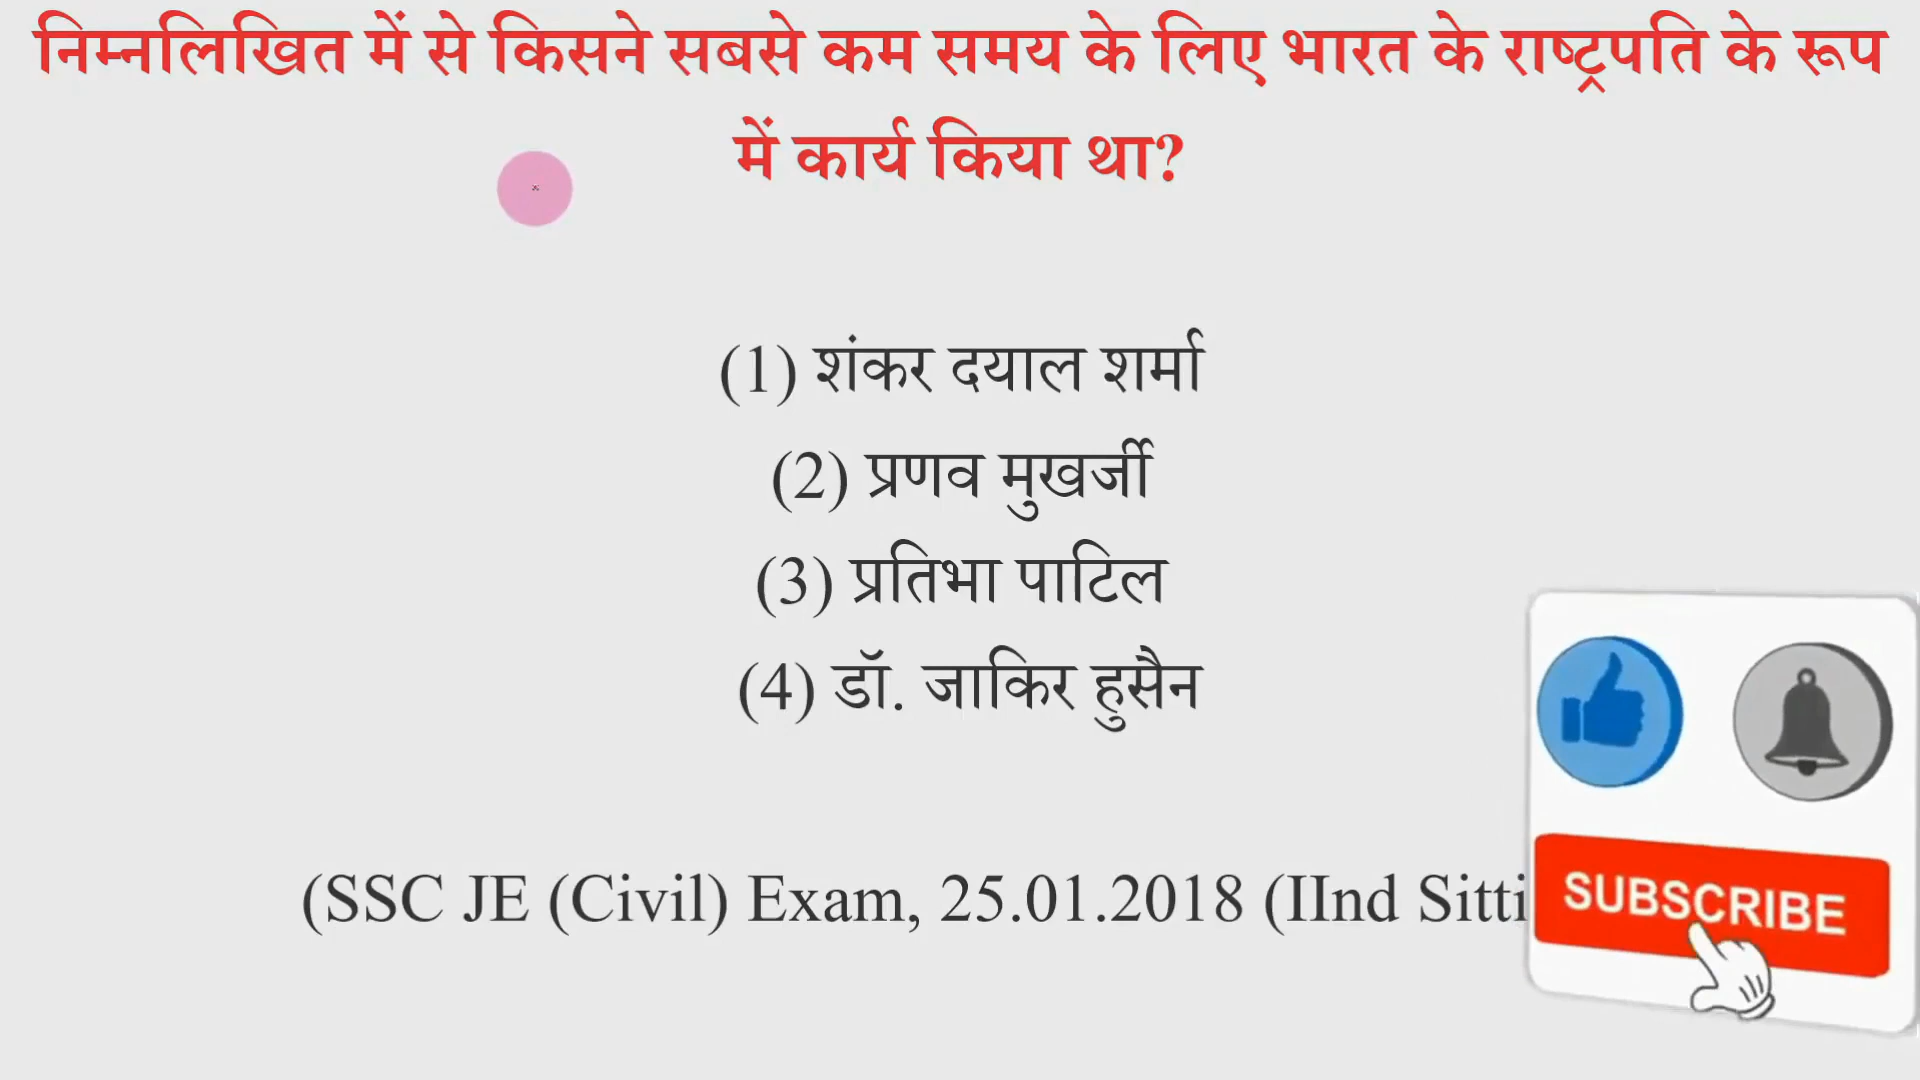 निम्नलिखित में से किसने सबसे कम समय के लिए भारत के राष्ट्रपति के रूप
में कार्य किया था?
(1) शंकर दयाल शर्मा
(2) प्रणव मुखर्जी
(3) प्रतिभा पाटिल
(4) डॉ. जाकिर हुसैन
(SSC JE (Civil) Exam, 25.01.2018 (IInd Sitti
SUBSCRIBE